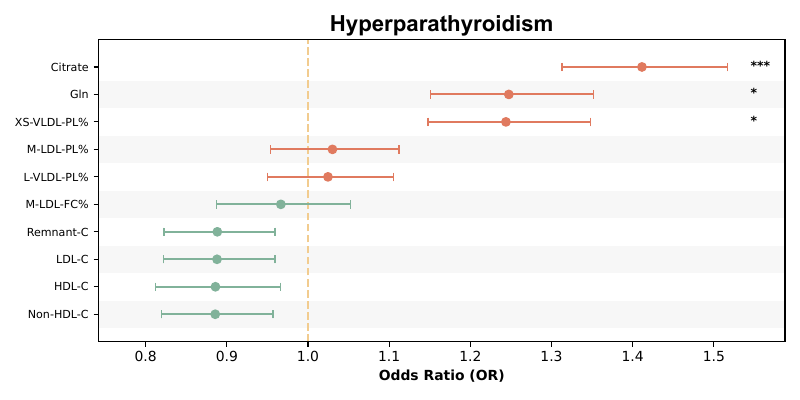 Hyperparathyroidism
Citrate ***
Gln *
XS-VLDL-PL% *
M-LDL-PL%
L-VLDL-PL%
M-LDL-FC%
Remnant-C
LDL-C
HDL-C
Non-HDL-C
0.8 0.9 1.0 1.1 1.2 1.3 1.4 1.5
Odds Ratio (OR)